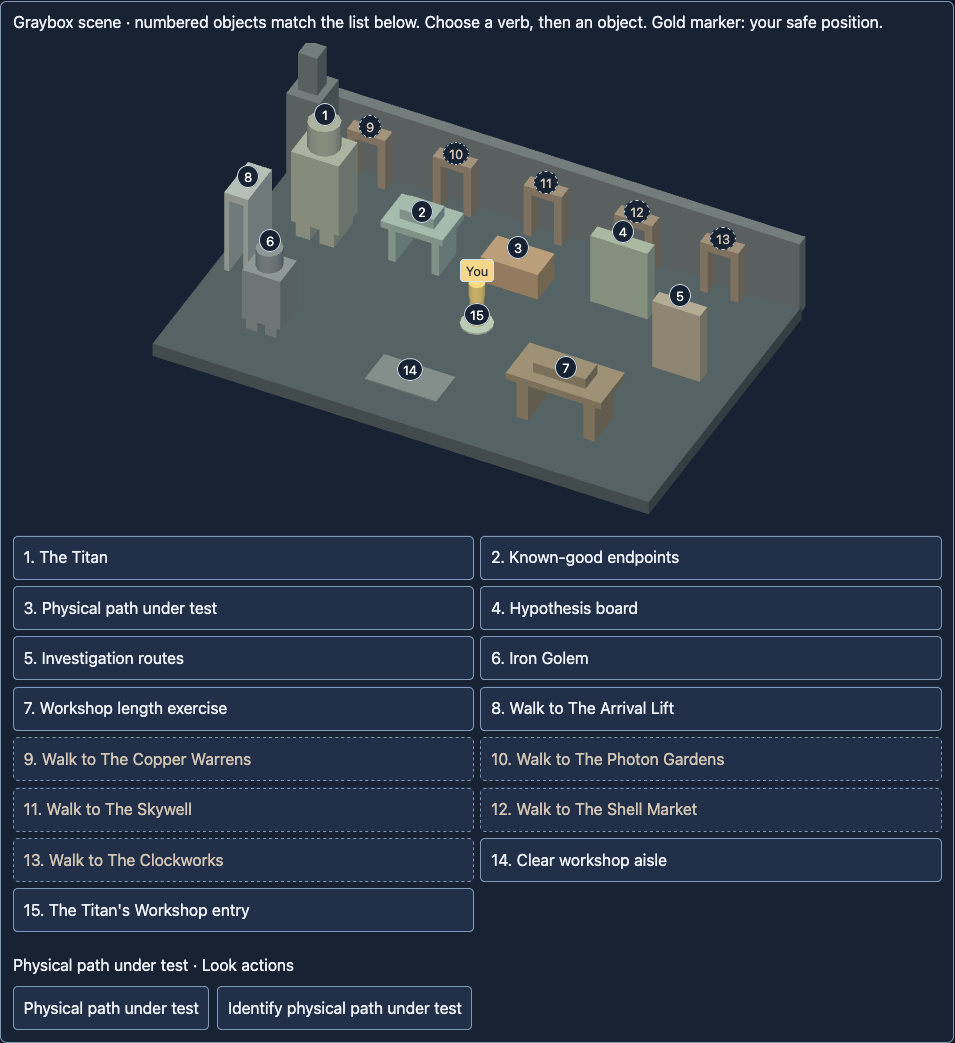 Graybox scene · numbered objects match the list below. Choose a verb, then an object. Gold marker: your safe position.
1
9
10
8
11
2
12
4
13
6
3
You
5
15
7
14
1. The Titan
2. Known-good endpoints
3. Physical path under test
4. Hypothesis board
5. Investigation routes
6. Iron Golem
7. Workshop length exercise
8. Walk to The Arrival Lift
9. Walk to The Copper Warrens
10. Walk to The Photon Gardens
11. Walk to The Skywell
12. Walk to The Shell Market
13. Walk to The Clockworks
14. Clear workshop aisle
15. The Titan's Workshop entry
Physical path under test · Look actions
Physical path under test
Identify physical path under test